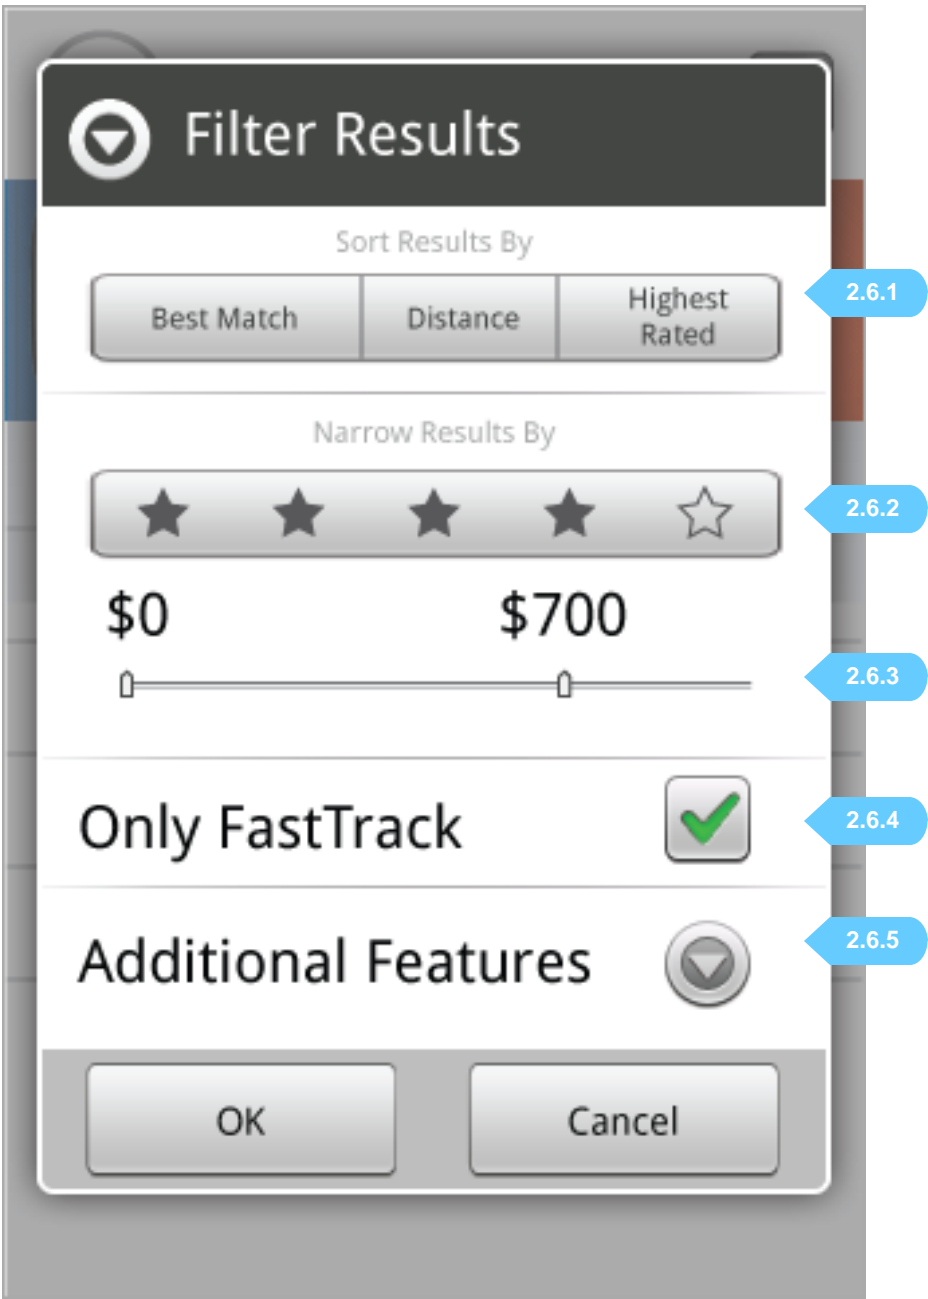 Filter Results
Sort Results By
Best Match
Distance
Highest
Rated
2.6.1
Narrow Results By
2.6.2
$0
$700
2.6.3
Only FastTrack
2.6.4
Additional Features
2.6.5
OK
Cancel